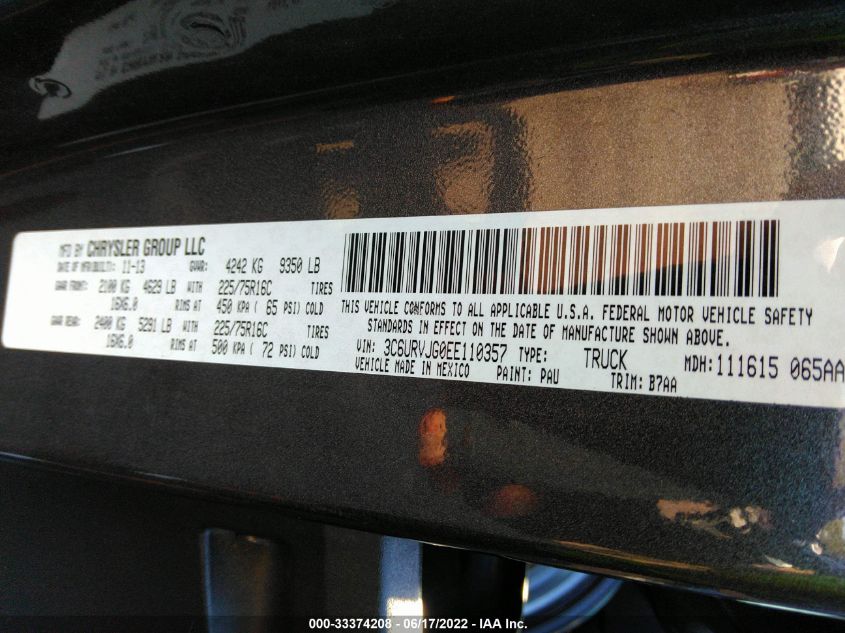 MFD BY CHRYSLER GROUP LLC
DATE OF MFR/BUILT: 11-13 GVWR: 4242 KG 9350 LB
GAWR FRONT: 2100 KG 4629 LB WITH 225/75R16C TIRES
16X6.0 RIMS AT 450 KPA ( 65 PSI) COLD
GAWR REAR: 2400 KG 5291 LB WITH 225/75R16C TIRES
16X6.0 RIMS AT 500 KPA ( 72 PSI) COLD
THIS VEHICLE CONFORMS TO ALL APPLICABLE U.S.A. FEDERAL MOTOR VEHICLE SAFETY
STANDARDS IN EFFECT ON THE DATE OF MANUFACTURE SHOWN ABOVE.
VIN: 3C6URVJG0EE110357 TYPE: TRUCK MDH: 111615 065AA
VEHICLE MADE IN MEXICO PAINT: PAU TRIM: B7AA
000-33374208 - 06/17/2022 - IAA Inc.